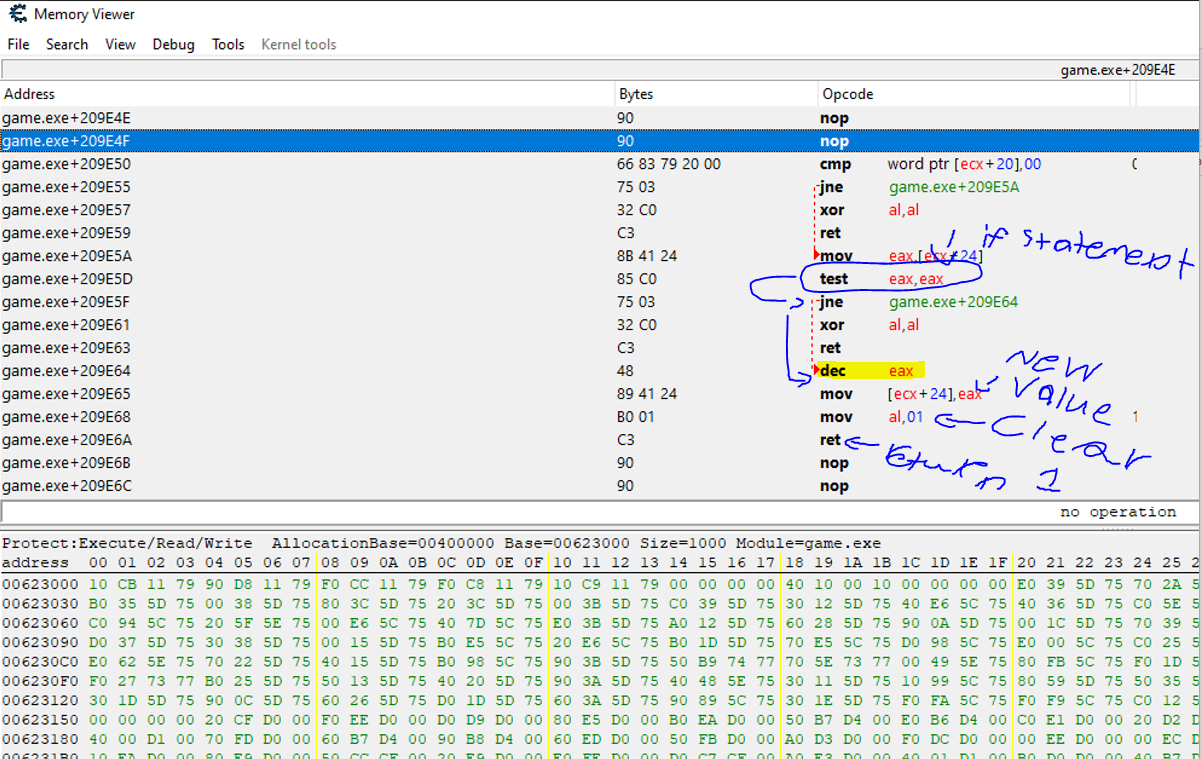 Memory Viewer
File Search View Debug Tools Kernel tools
game.exe+209E4E
Address Bytes Opcode
game.exe+209E4E 90 nop
game.exe+209E4F 90 nop
game.exe+209E50 66 83 79 20 00 cmp word ptr [ecx+20],00
game.exe+209E55 75 03 jne game.exe+209E5A
game.exe+209E57 32 C0 xor al,al
game.exe+209E59 C3 ret
game.exe+209E5A 8B 41 24 mov eax,[ecx+24]
if statement
game.exe+209E5D 85 C0 test eax,eax
game.exe+209E5F 75 03 jne game.exe+209E64
game.exe+209E61 32 C0 xor al,al
game.exe+209E63 C3 ret
game.exe+209E64 48 dec eax
New
game.exe+209E65 89 41 24 mov [ecx+24],eax
Value
game.exe+209E68 B0 01 mov al,01 1
Clear
game.exe+209E6A C3 ret
Return 1
game.exe+209E6B 90 nop
game.exe+209E6C 90 nop
no operation
Protect:Execute/Read/Write AllocationBase=00400000 Base=00623000 Size=1000 Module=game.exe
address 00 01 02 03 04 05 06 07 08 09 0A 0B 0C 0D 0E 0F 10 11 12 13 14 15 16 17 18 19 1A 1B 1C 1D 1E 1F 20 21 22 23 24 25 2
00623000 10 CB 11 79 90 D8 11 79 F0 CC 11 79 F0 C8 11 79 10 C9 11 79 00 00 00 00 40 10 00 10 00 00 00 00 E0 39 5D 75 70 2A 5
00623030 B0 35 5D 75 00 38 5D 75 80 3C 5D 75 20 3C 5D 75 00 3B 5D 75 C0 39 5D 75 30 12 5D 75 40 E6 5C 75 40 36 5D 75 C0 5E 5
00623060 C0 94 5C 75 20 5F 5E 75 00 E6 5C 75 40 7D 5C 75 E0 3B 5D 75 A0 12 5D 75 60 28 5D 75 90 0A 5D 75 00 1C 5D 75 70 39 5
00623090 D0 37 5D 75 30 38 5D 75 00 15 5D 75 B0 E5 5C 75 20 E6 5C 75 B0 1D 5D 75 70 E5 5C 75 D0 98 5C 75 E0 00 5C 75 C0 25 5
006230C0 E0 62 5E 75 70 22 5D 75 40 15 5D 75 B0 98 5C 75 90 3B 5D 75 50 B9 74 77 70 5E 73 77 00 49 5E 75 80 FB 5C 75 F0 1D 5
006230F0 F0 27 73 77 B0 25 5D 75 50 13 5D 75 40 20 5D 75 90 3A 5D 75 40 48 5E 75 30 11 5D 75 10 99 5C 75 80 59 5D 75 50 35 5
00623120 30 1D 5D 75 90 0C 5D 75 60 26 5D 75 D0 1D 5D 75 60 3A 5D 75 90 89 5C 75 30 1E 5D 75 F0 FA 5C 75 F0 F9 5C 75 C0 12 5
00623150 00 00 00 00 20 CF D0 00 F0 EE D0 00 D0 D9 D0 00 80 E5 D0 00 B0 EA D0 00 50 B7 D4 00 E0 B6 D4 00 C0 E1 D0 00 20 D2 D
00623180 40 00 D1 00 70 FD D0 00 60 B7 D4 00 90 B8 D4 00 60 ED D0 00 50 FB D0 00 A0 D3 D0 00 F0 DC D0 00 00 EE D0 00 00 EC D